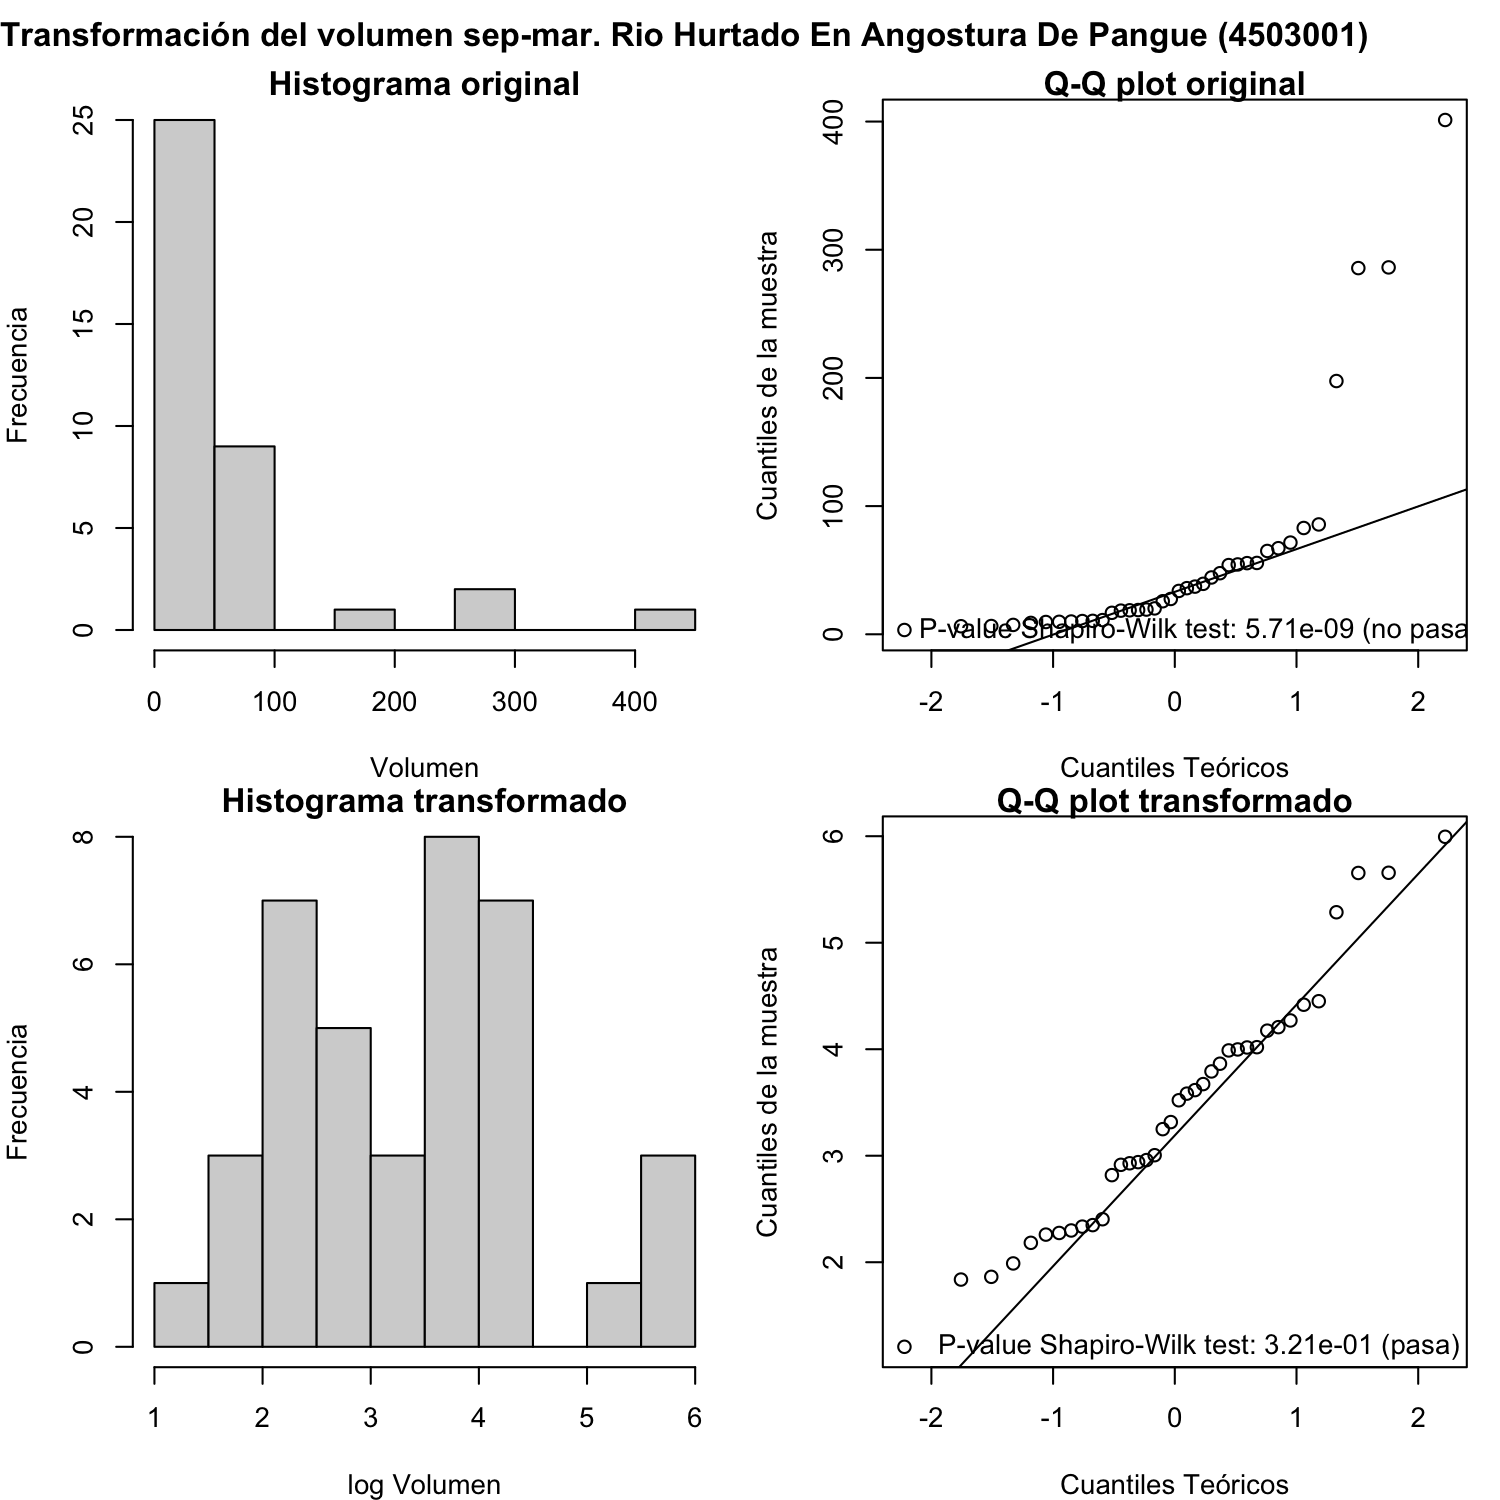 Transformación del volumen sep-mar. Rio Hurtado En Angostura De Pangue (4503001)
Histograma original
Frecuencia
25
20
15
10
5
0
0 100 200 300 400
Volumen
Q-Q plot original
Cuantiles de la muestra
400
300
200
100
0
P-value Shapiro-Wilk test: 5.71e-09 (no pasa
-2 -1 0 1 2
Cuantiles Teóricos
Histograma transformado
Frecuencia
8
6
4
2
0
1 2 3 4 5 6
log Volumen
Q-Q plot transformado
Cuantiles de la muestra
6
5
4
3
2
P-value Shapiro-Wilk test: 3.21e-01 (pasa)
-2 -1 0 1 2
Cuantiles Teóricos